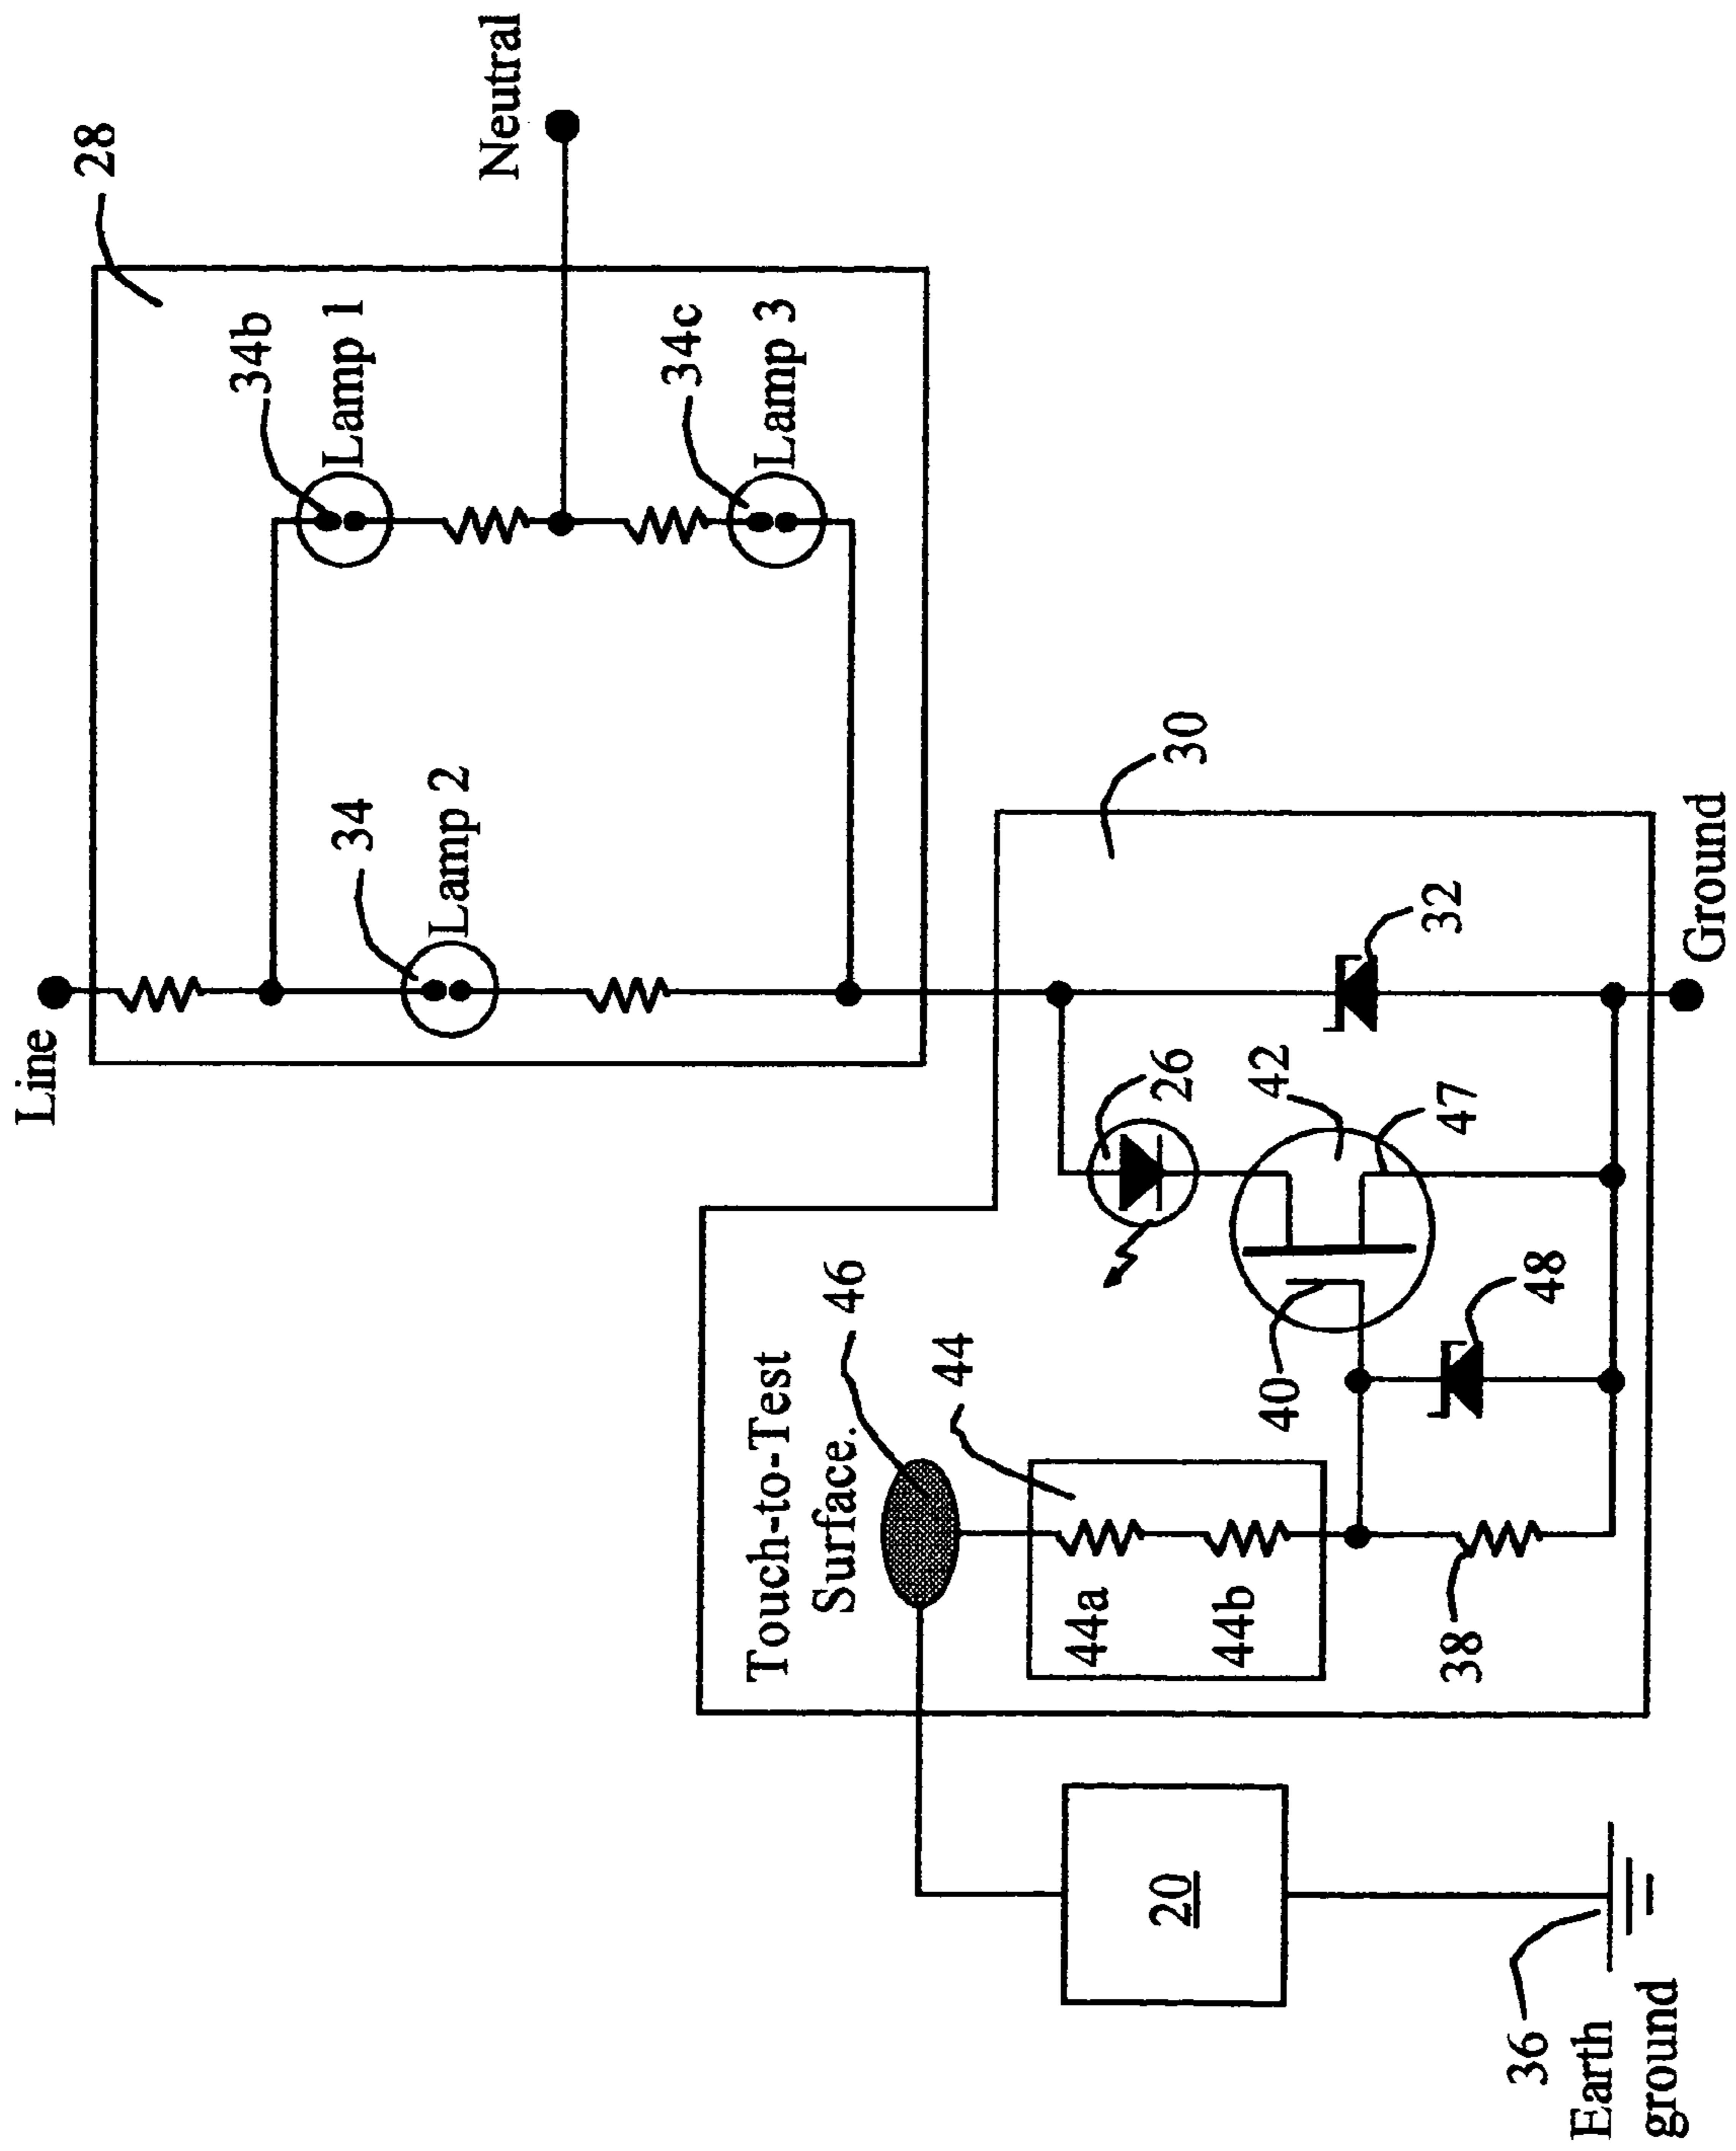 Line
28
34b
Lamp 1
Neutral
34
Lamp 2
34c
Lamp 3
30
Touch-to-Test
Surface.
46
44
26
42
47
32
44a
44b
40
48
38
20
36
Earth
ground
Ground